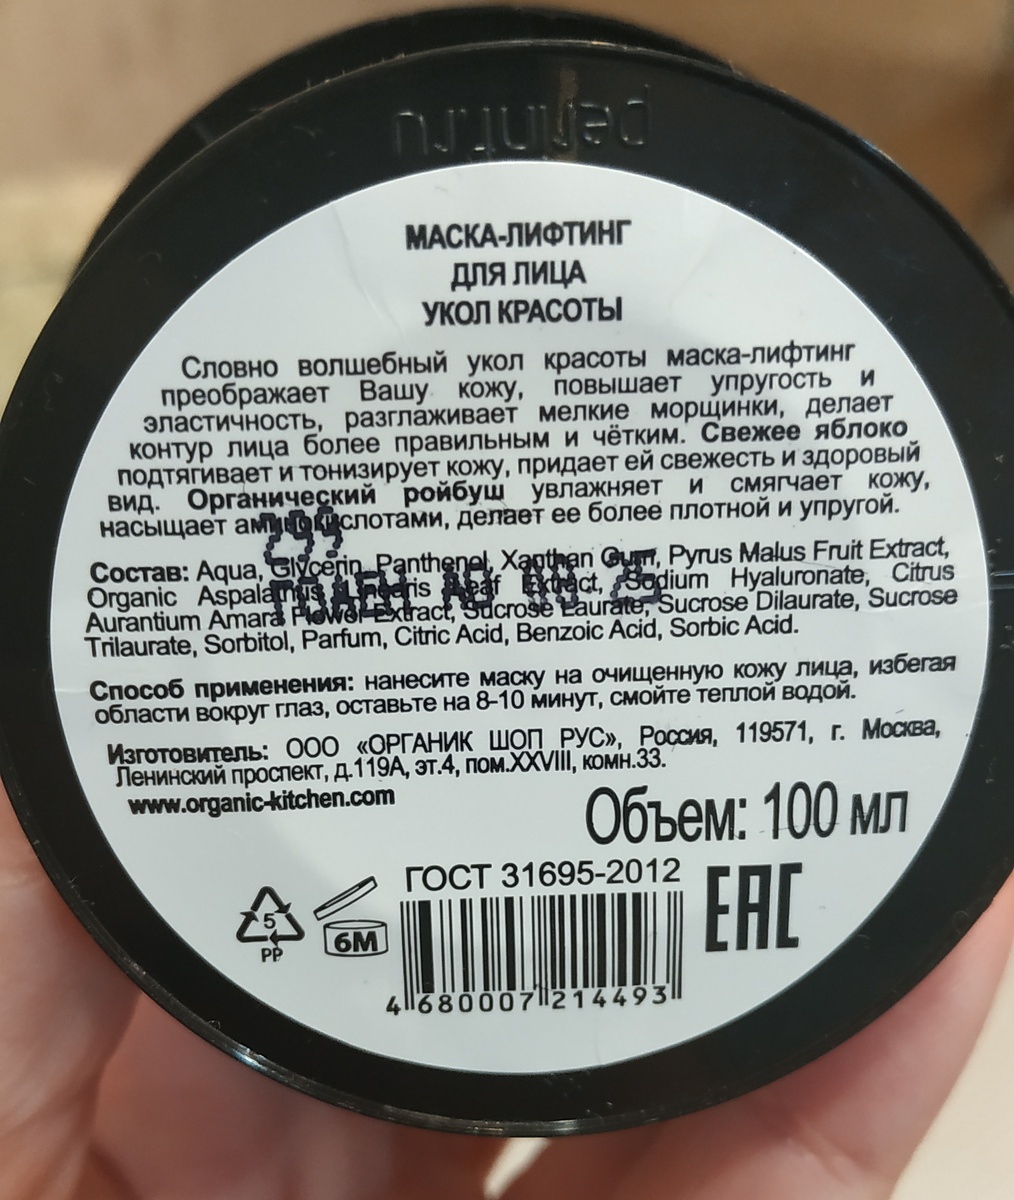 МАСКА-ЛИФТИНГ
ДЛЯ ЛИЦА
УКОЛ КРАСОТЫ
Словно волшебный укол красоты маска-лифтинг
преображает Вашу кожу, повышает упругость и
эластичность, разглаживает мелкие морщинки, делает
контур лица более правильным и чётким. Свежее яблоко
подтягивает и тонизирует кожу, придает ей свежесть и здоровый
вид. Органический ройбуш увлажняет и смягчает кожу,
насыщает аминокислотами, делает ее более плотной и упругой.
Состав: Aqua, Glycerin, Panthenol, Xanthan Gum, Pyrus Malus Fruit Extract,
Organic Aspalathus Linearis Leaf Extract, Sodium Hyaluronate, Citrus
Aurantium Amara Flower Extract, Sucrose Laurate, Sucrose Dilaurate, Sucrose
Trilaurate, Sorbitol, Parfum, Citric Acid, Benzoic Acid, Sorbic Acid.
Способ применения: нанесите маску на очищенную кожу лица, избегая
области вокруг глаз, оставьте на 8-10 минут, смойте теплой водой.
Изготовитель: ООО «ОРГАНИК ШОП РУС», Россия, 119571, г. Москва,
Ленинский проспект, д.119А, эт.4, пом.XXVIII, комн.33.
www.organic-kitchen.com
Объем: 100 мл
ГОСТ 31695-2012
EAC
5
PP
6M
4 680007 214493